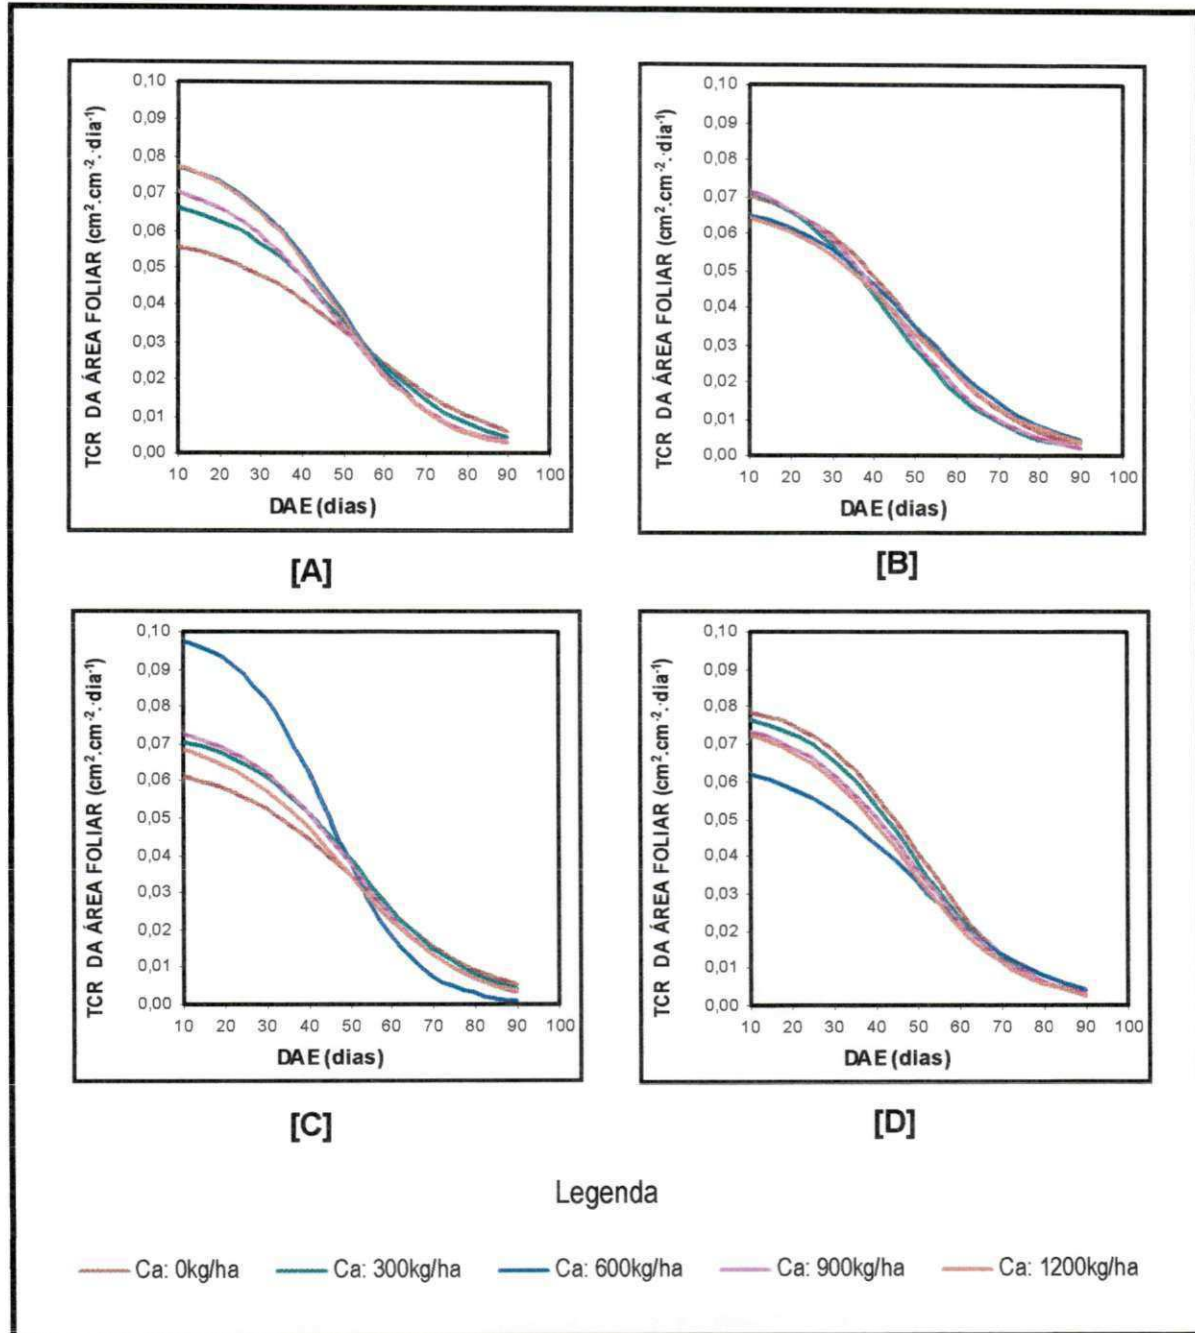 TCR DA ÁREA FOLIAR (cm².cm⁻².dia⁻¹)
0,10
0,09
0,08
0,07
0,06
0,05
0,04
0,03
0,02
0,01
0,00
10 20 30 40 50 60 70 80 90 100
DAE (dias)
[A]
TCR DA ÁREA FOLIAR (cm².cm⁻².dia⁻¹)
0,10
0,09
0,08
0,07
0,06
0,05
0,04
0,03
0,02
0,01
0,00
10 20 30 40 50 60 70 80 90 100
DAE (dias)
[B]
TCR DA ÁREA FOLIAR (cm².cm⁻².dia⁻¹)
0,10
0,09
0,08
0,07
0,06
0,05
0,04
0,03
0,02
0,01
0,00
10 20 30 40 50 60 70 80 90 100
DAE (dias)
[C]
TCR DA ÁREA FOLIAR (cm².cm⁻².dia⁻¹)
0,10
0,09
0,08
0,07
0,06
0,05
0,04
0,03
0,02
0,01
0,00
10 20 30 40 50 60 70 80 90 100
DAE (dias)
[D]
Legenda
Ca: 0kg/ha Ca: 300kg/ha Ca: 600kg/ha Ca: 900kg/ha Ca: 1200kg/ha